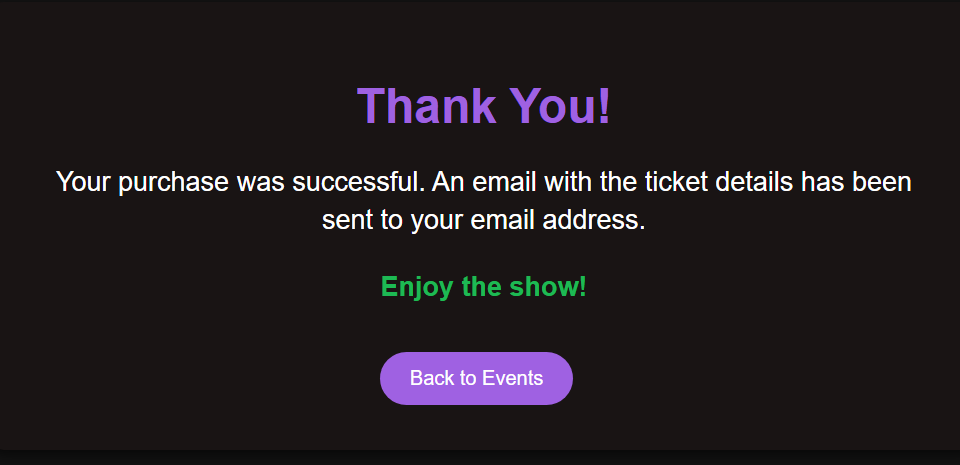 Thank You!
Your purchase was successful. An email with the ticket details has been
sent to your email address.
Enjoy the show!
Back to Events